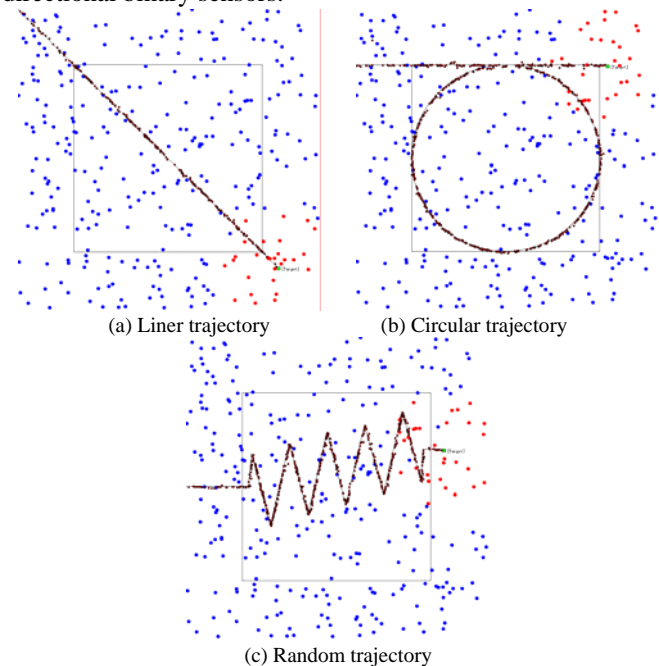 directional binary sensors.
(a) Liner trajectory
(b) Circular trajectory
(c) Random trajectory